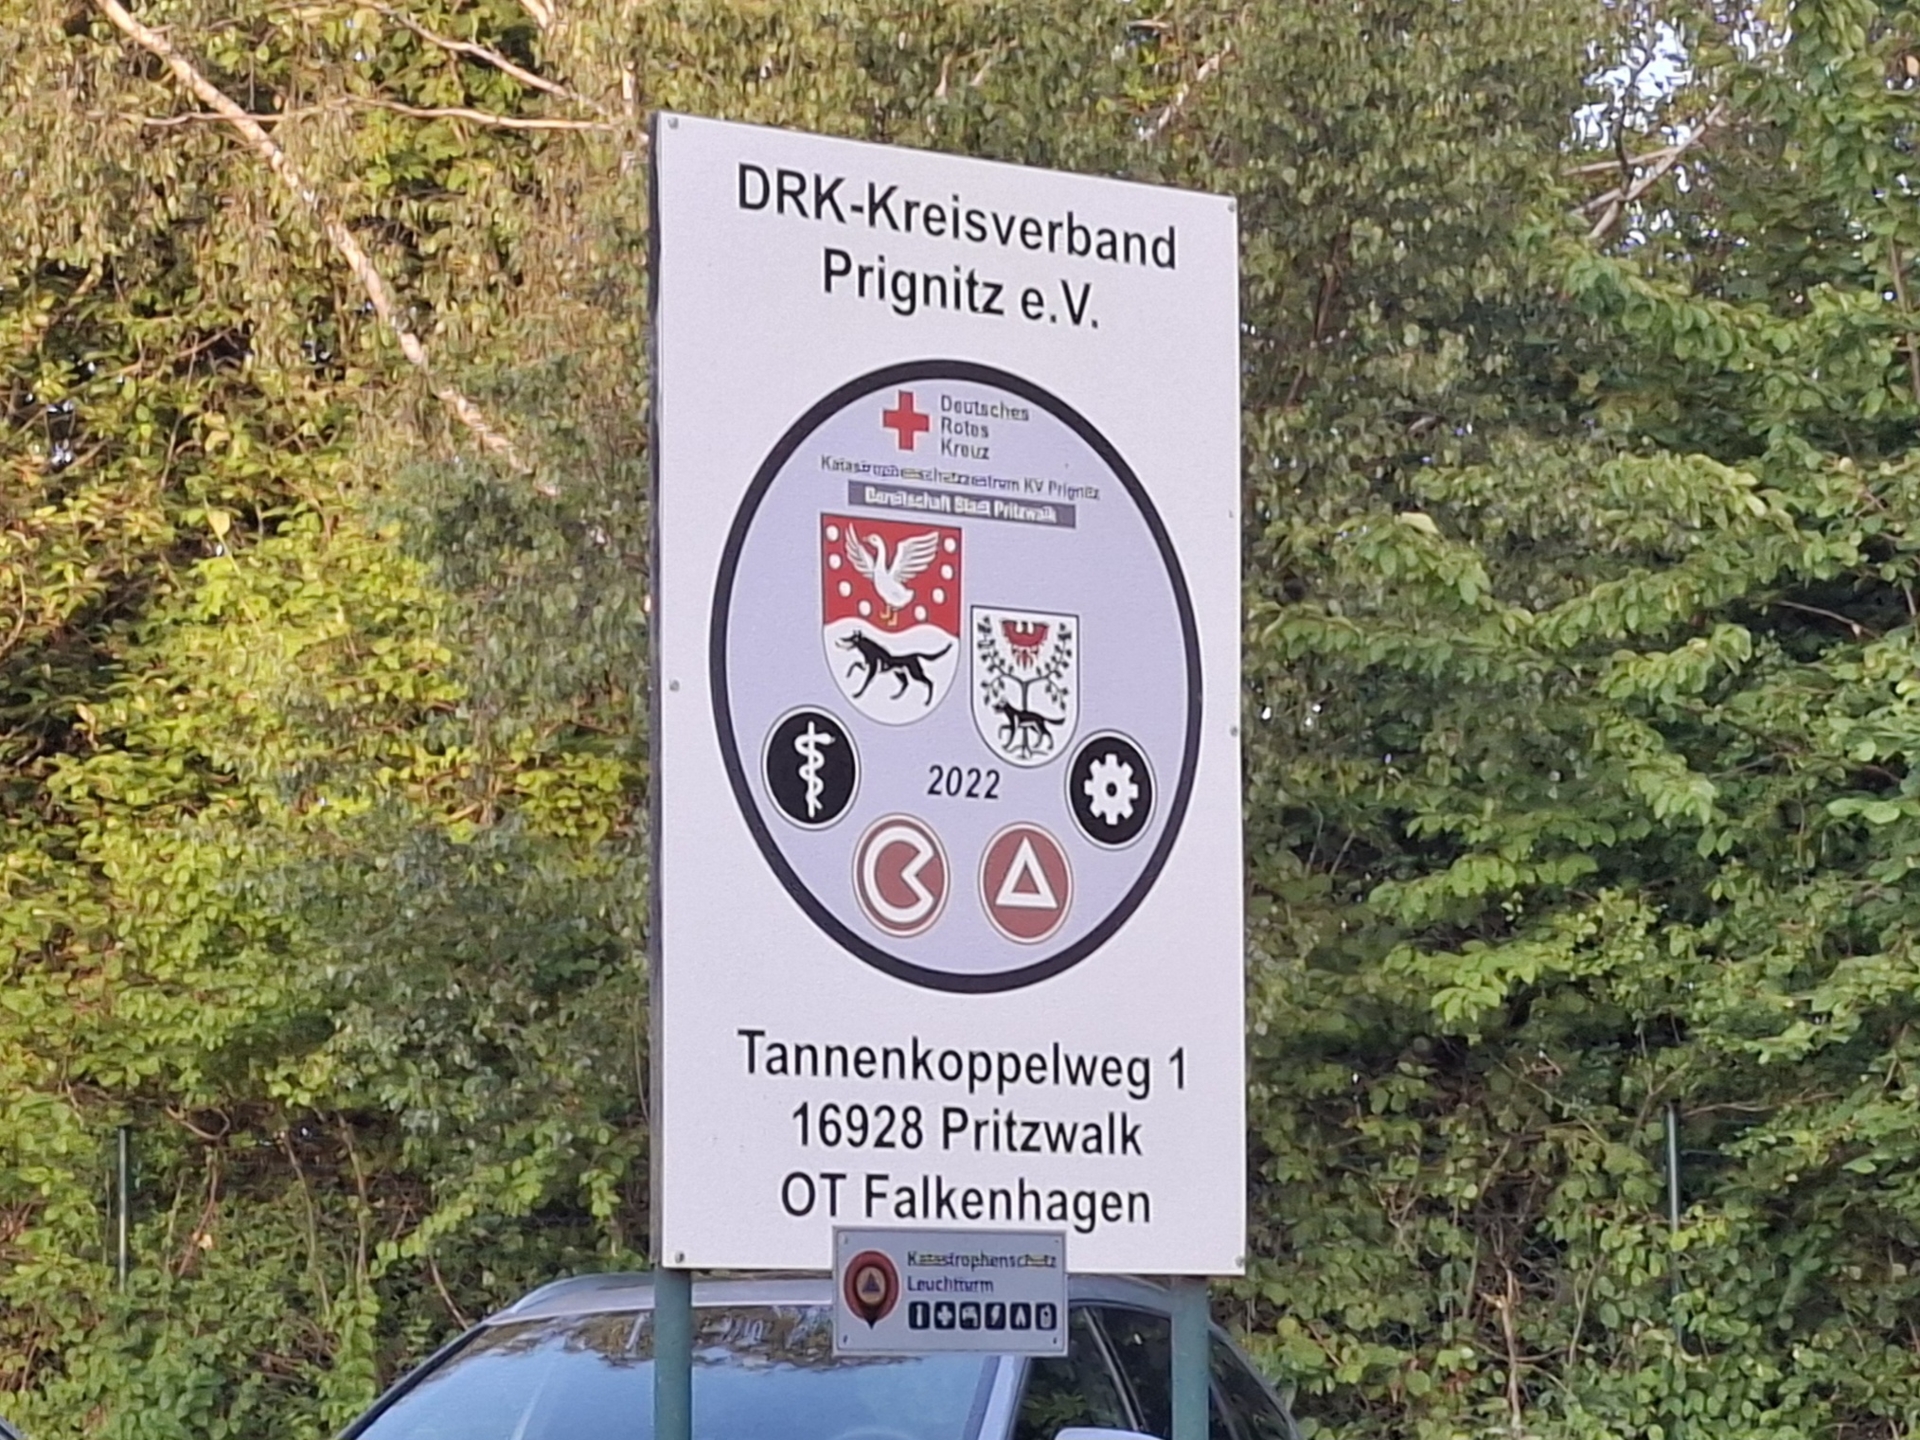 DRK-Kreisverband
Prignitz e.V.
Deutsches
Rotes
Kreuz
Katastrophenschutzzentrum KV Prignitz
Bereitschaft Stadt Pritzwalk
2022
Tannenkoppelweg 1
16928 Pritzwalk
OT Falkenhagen
Katastrophenschutz
Leuchtturm